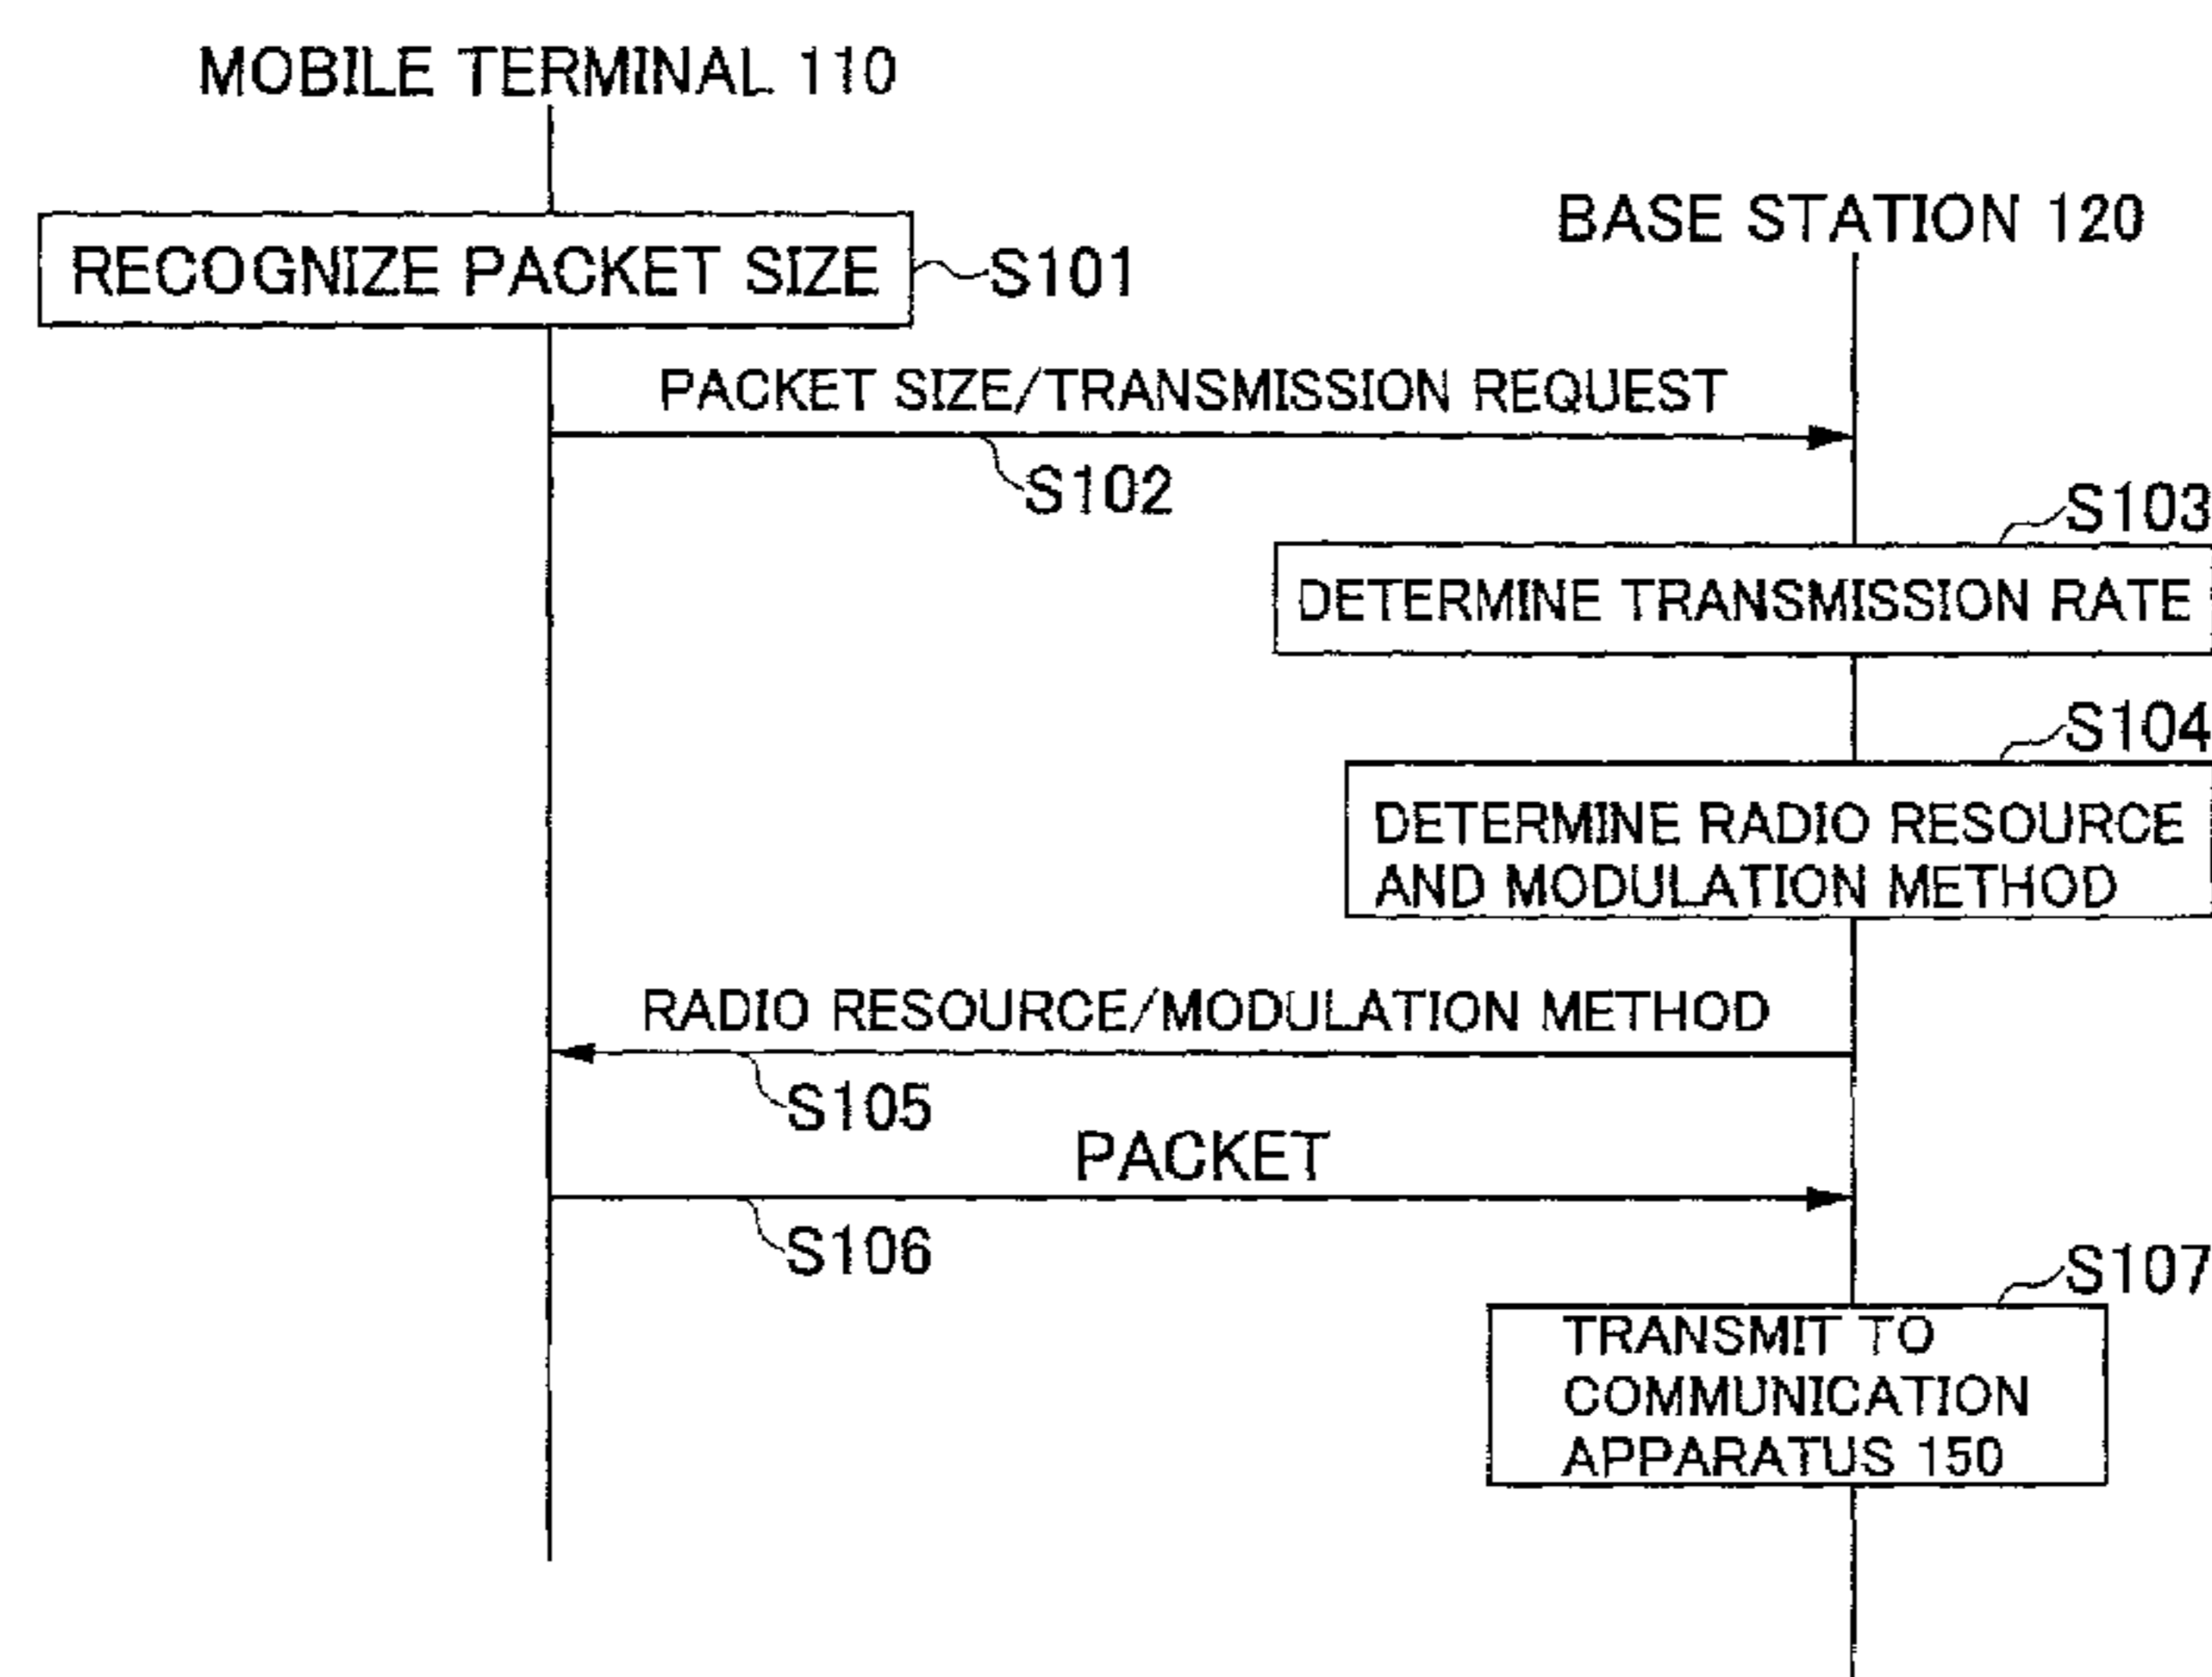 MOBILE TERMINAL 110
BASE STATION 120
RECOGNIZE PACKET SIZE
S101
PACKET SIZE/TRANSMISSION REQUEST
S102
S103
DETERMINE TRANSMISSION RATE
S104
DETERMINE RADIO RESOURCE
AND MODULATION METHOD
RADIO RESOURCE/MODULATION METHOD
S105
PACKET
S106
S107
TRANSMIT TO
COMMUNICATION
APPARATUS 150